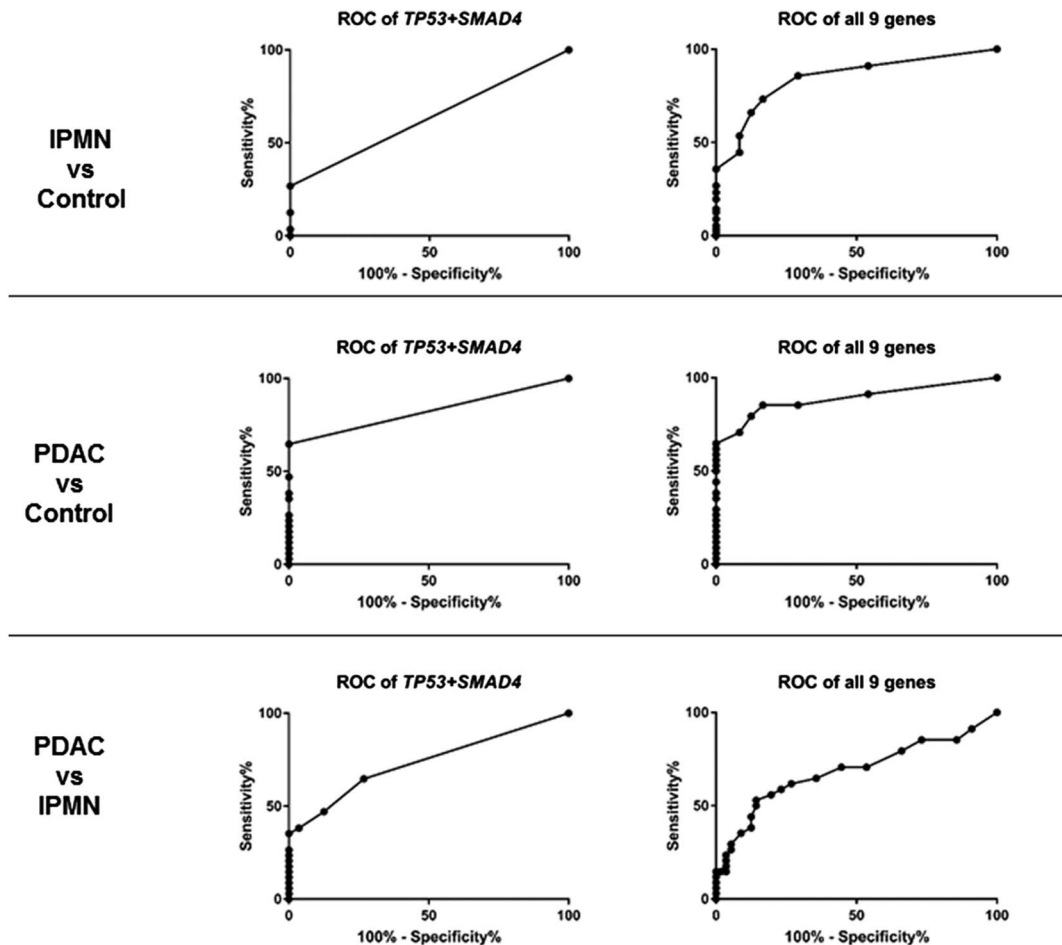 ROC of TP53+SMAD4
ROC of all 9 genes
IPMN
vs
Control
Sensitivity%
100
50
0
0
50
100
100% - Specificity%
Sensitivity%
100
50
0
0
50
100
100% - Specificity%
ROC of TP53+SMAD4
ROC of all 9 genes
PDAC
vs
Control
Sensitivity%
100
50
0
0
50
100
100% - Specificity%
Sensitivity%
100
50
0
0
50
100
100% - Specificity%
ROC of TP53+SMAD4
ROC of all 9 genes
PDAC
vs
IPMN
Sensitivity%
100
50
0
0
50
100
100% - Specificity%
Sensitivity%
100
50
0
0
50
100
100% - Specificity%